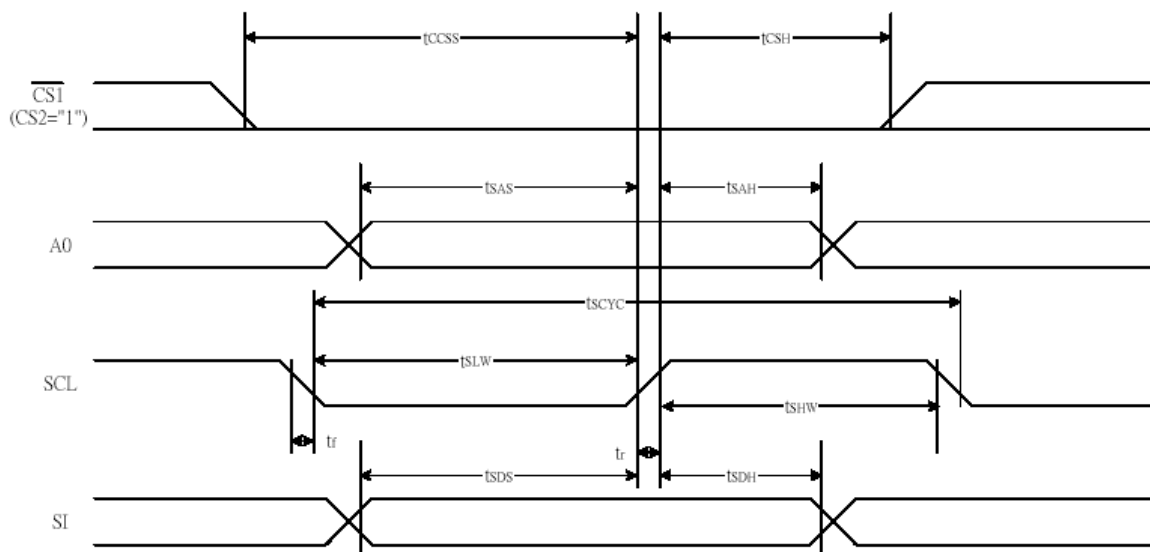 tCCSS tCSH
CS1
(CS2="1")
tSAS tSAH
A0
tSCYC
tSLW
SCL
tSHW
tf
tr
tSDS tSDH
SI